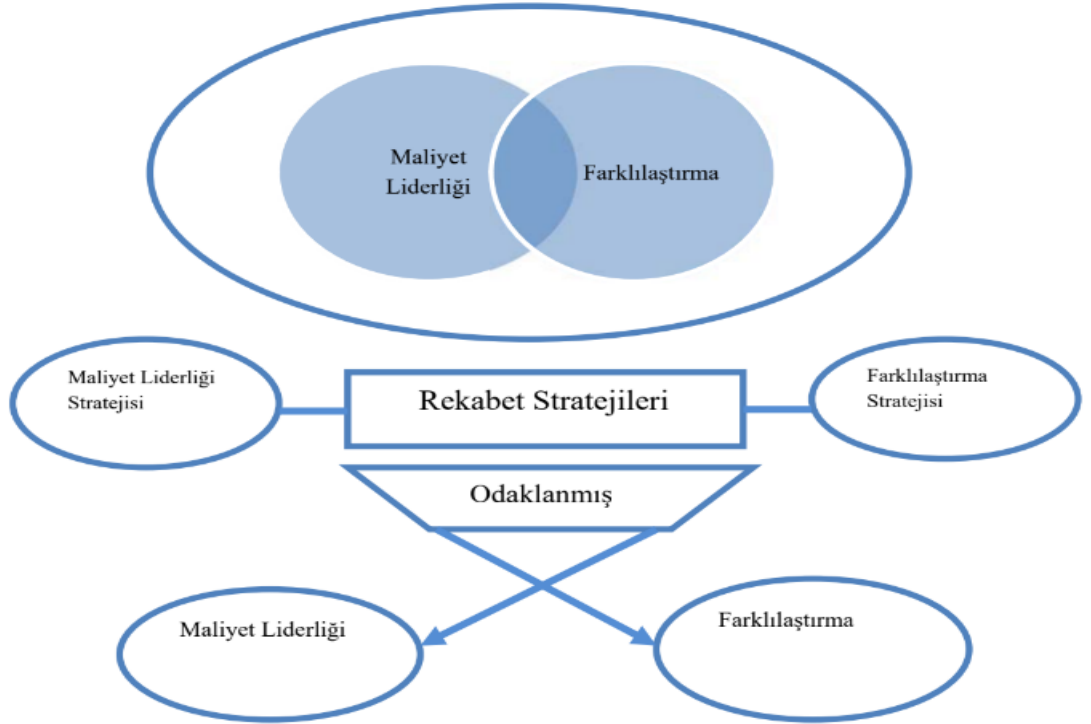 Maliyet
Liderliği
Farklılaştırma
Maliyet Liderliği
Stratejisi
Rekabet Stratejileri
Farklılaştırma
Stratejisi
Odaklanmış
Maliyet Liderliği
Farklılaştırma